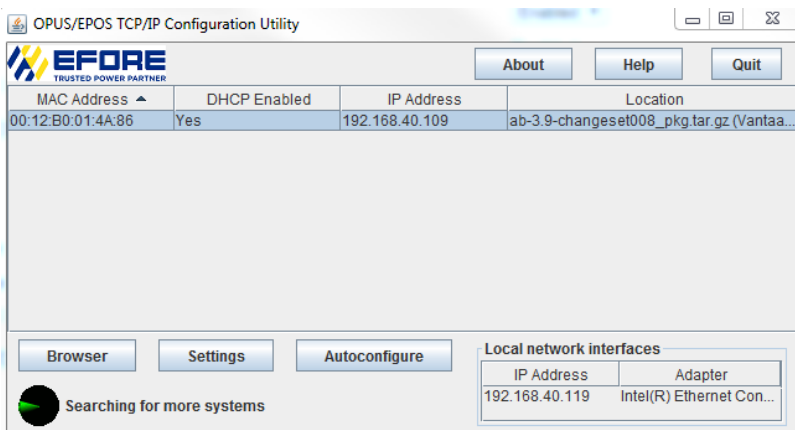 OPUS/EPOS TCP/IP Configuration Utility
EFORE
TRUSTED POWER PARTNER
About Help Quit
MAC Address DHCP Enabled IP Address Location
00:12:B0:01:4A:86 Yes 192.168.40.109 ab-3.9-changeset008_pkg.tar.gz (Vantaa...
Browser Settings Autoconfigure
Local network interfaces
IP Address Adapter
192.168.40.119 Intel(R) Ethernet Con...
Searching for more systems